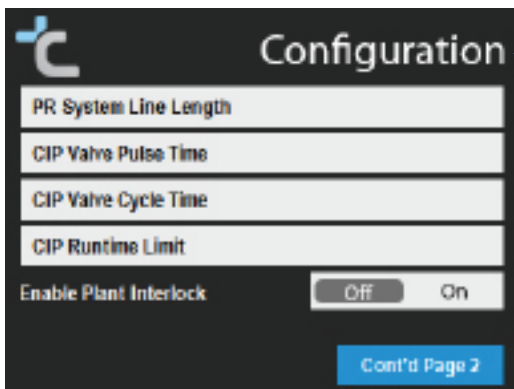 Configuration
PR System Line Length
CIP Valve Pulse Time
CIP Valve Cycle Time
CIP Runtime Limit
Enable Plant Interlock Off On
Cont'd Page 2